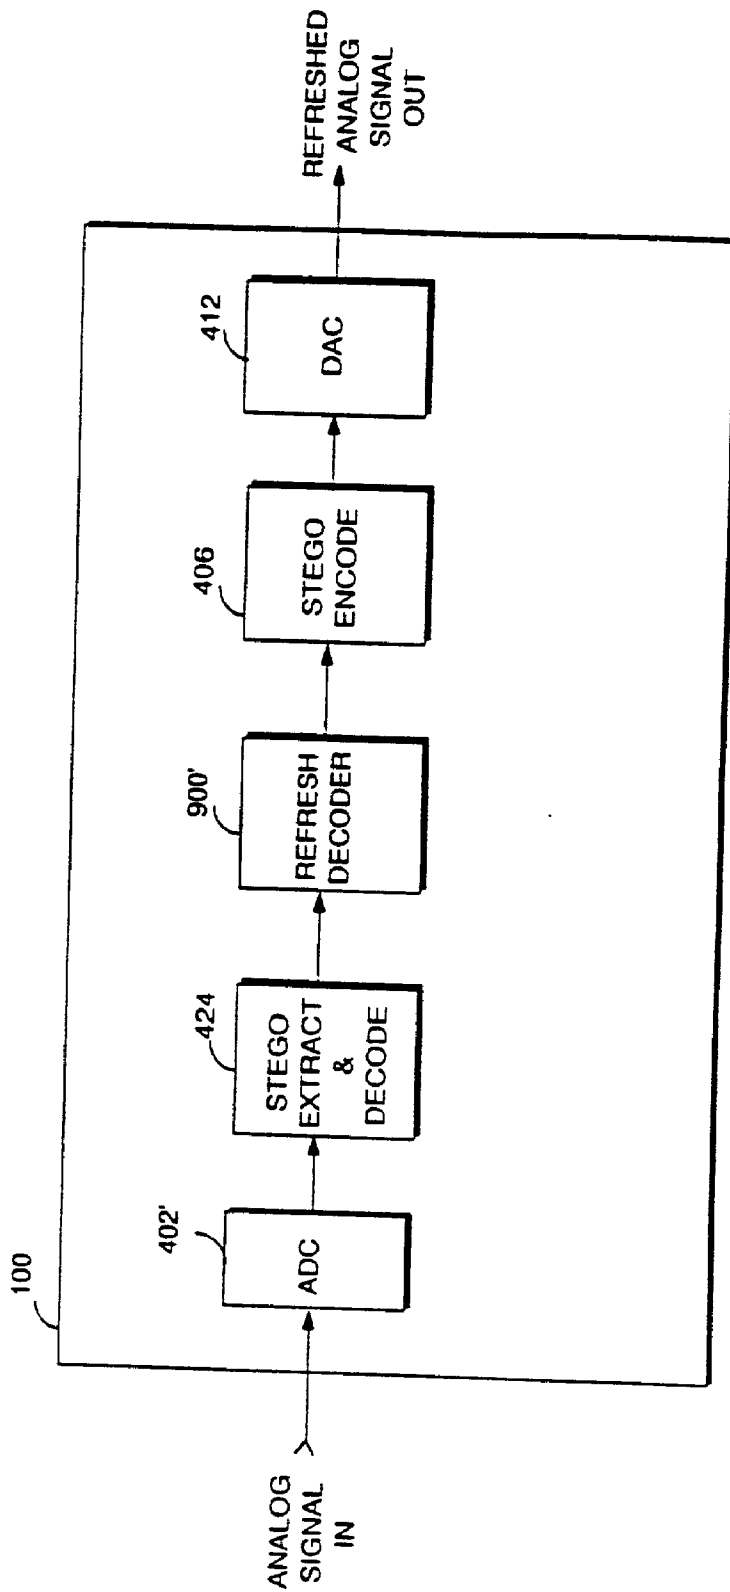 100
ANALOG
SIGNAL
IN
402'
ADC
424
STEGO
EXTRACT
&
DECODE
900'
REFRESH
DECODER
406
STEGO
ENCODE
412
DAC
REFRESHED
ANALOG
SIGNAL
OUT